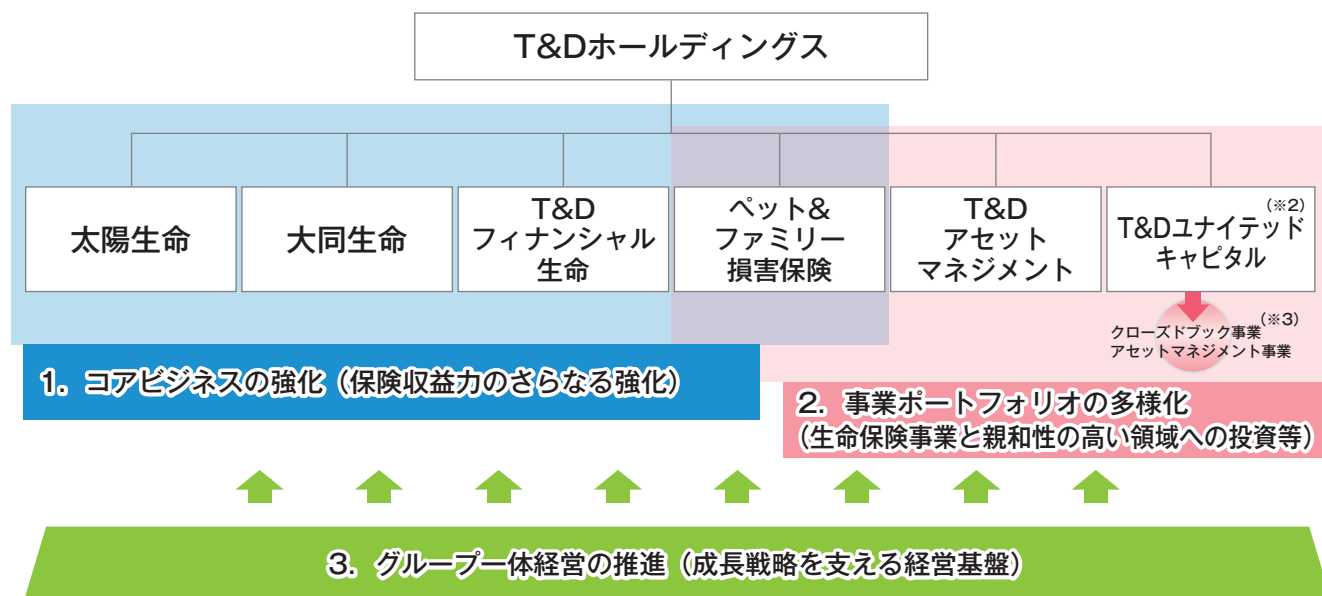 T&Dホールディングス
太陽生命
大同生命
T&D
フィナンシャル
生命
ペット&
ファミリー
損害保険
T&D
アセット
マネジメント
(※2)
T&Dユナイテッド
キャピタル
クローズドブック事業(※3)
アセットマネジメント事業
1. コアビジネスの強化（保険収益力のさらなる強化）
2. 事業ポートフォリオの多様化
（生命保険事業と親和性の高い領域への投資等）
3. グループ一体経営の推進（成長戦略を支える経営基盤）